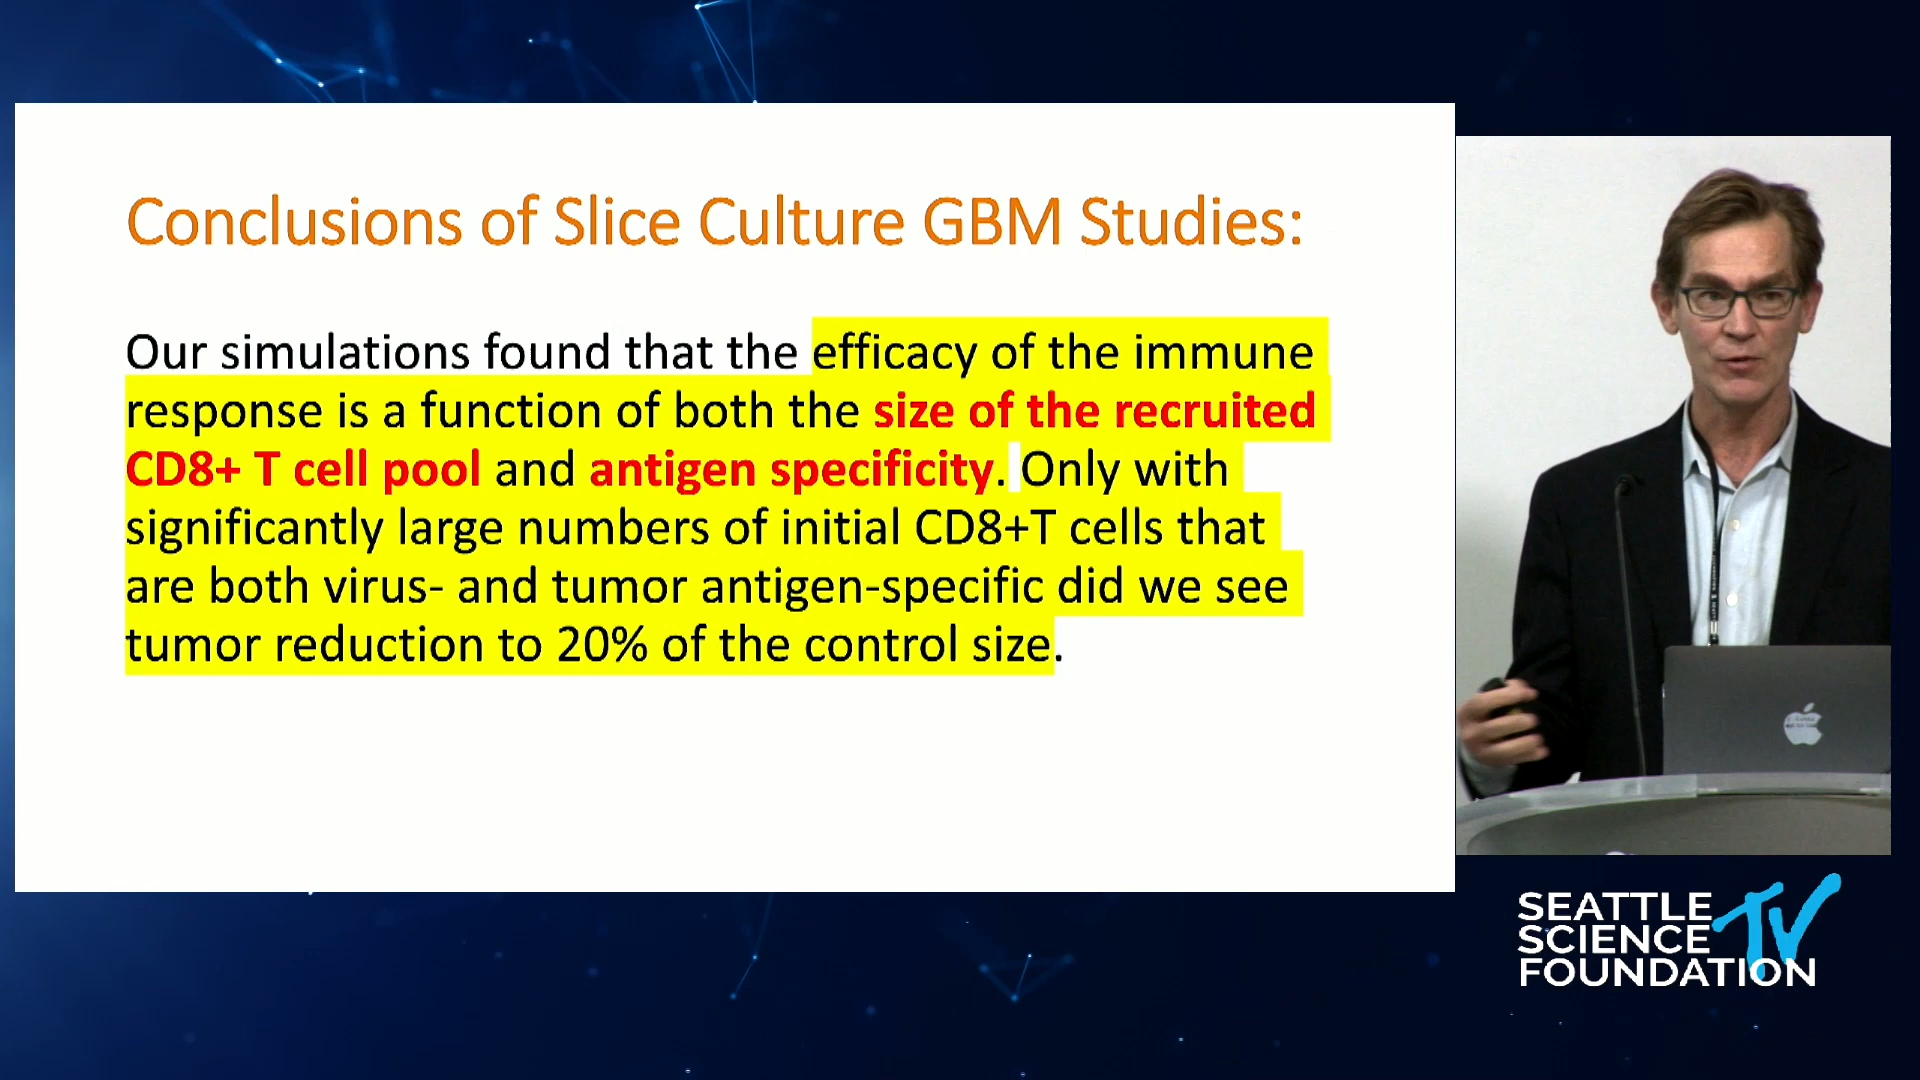 Conclusions of Slice Culture GBM Studies:
Our simulations found that the efficacy of the immune
response is a function of both the size of the recruited
CD8+ T cell pool and antigen specificity. Only with
significantly large numbers of initial CD8+T cells that
are both virus- and tumor antigen-specific did we see
tumor reduction to 20% of the control size.
SEATTLE
SCIENCE
FOUNDATION
TV